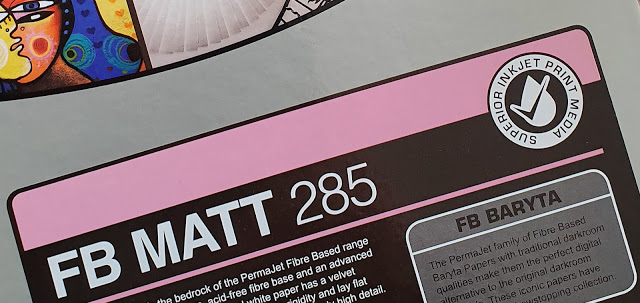 SUPERIOR INKJET PRINT MEDIA
FB MATT 285
the bedrock of the PermaJet Fibre Based range
acid-free fibre base and an advanced
white paper has a velvet
rigidity and lay flat
high detail.
FB BARYTA
The PermaJet family of Fibre Based
Baryta Papers with traditional darkroom
qualities make them the perfect digital
alternative to the original darkroom
These iconic papers have
collection